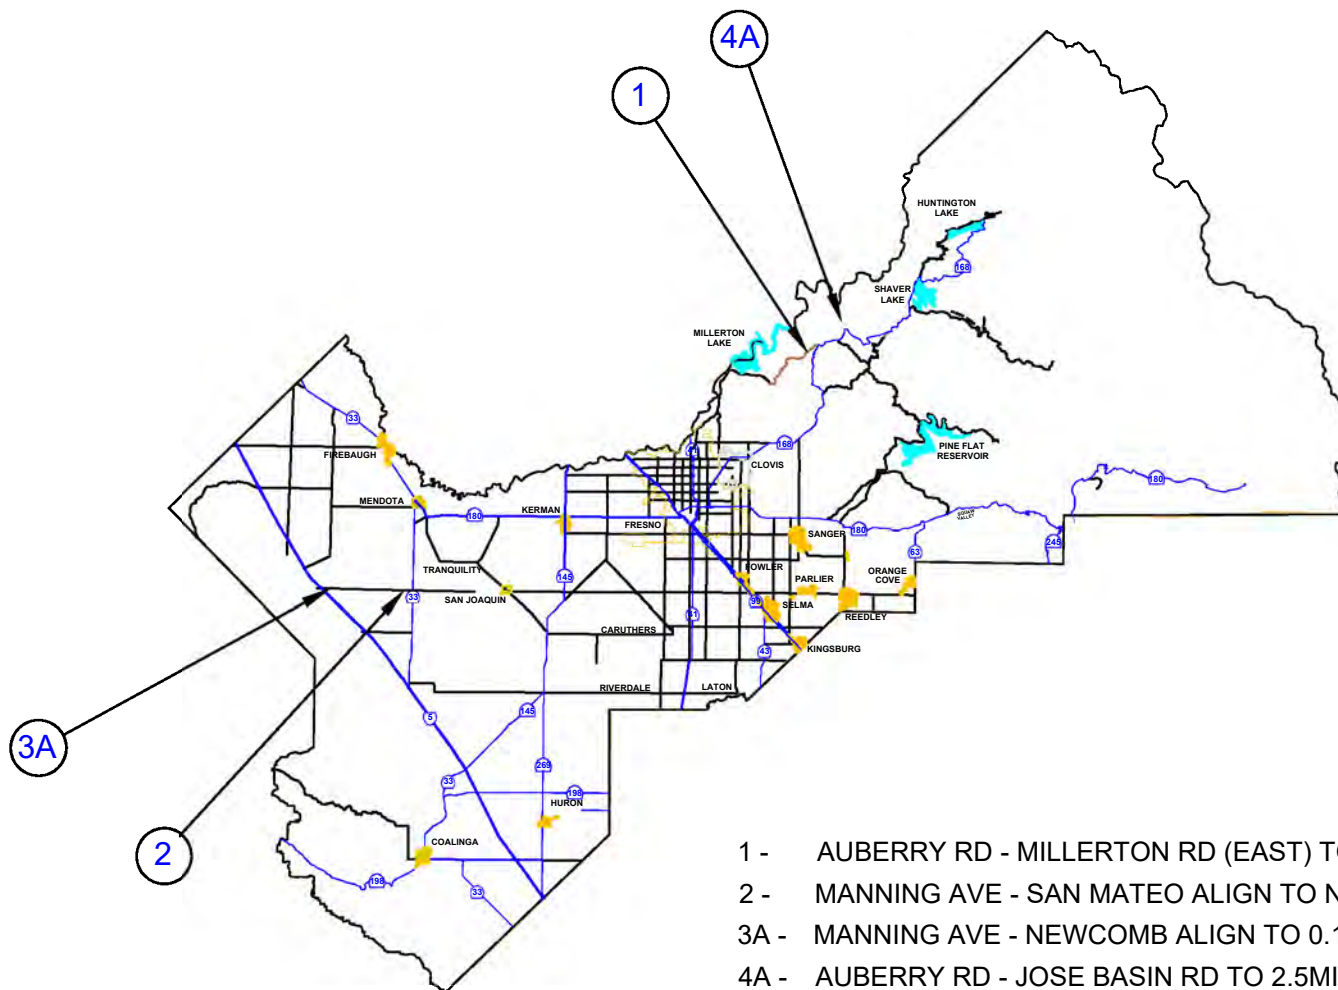 4A
1
HUNTINGTON
LAKE
168
SHAVER
LAKE
MILLERTON
LAKE
33
FIREBAUGH
41
168
CLOVIS
PINE FLAT
RESERVOIR
MENDOTA
180
KERMAN
FRESNO
180
SQUAW
VALLEY
180
SANGER
63
245
TRANQUILITY
145
FOWLER
PARLIER
ORANGE
COVE
33
SAN JOAQUIN
99
SELMA
REEDLEY
41
CARUTHERS
43
KINGSBURG
RIVERDALE
LATON
3A
5
145
269
33
198
HURON
2
COALINGA
198
33
1 - AUBERRY RD - MILLERTON RD (EAST)
2 - MANNING AVE - SAN MATEO ALIGN TO
3A - MANNING AVE - NEWCOMB ALIGN TO 0.1
4A - AUBERRY RD - JOSE BASIN RD TO 2.5MI